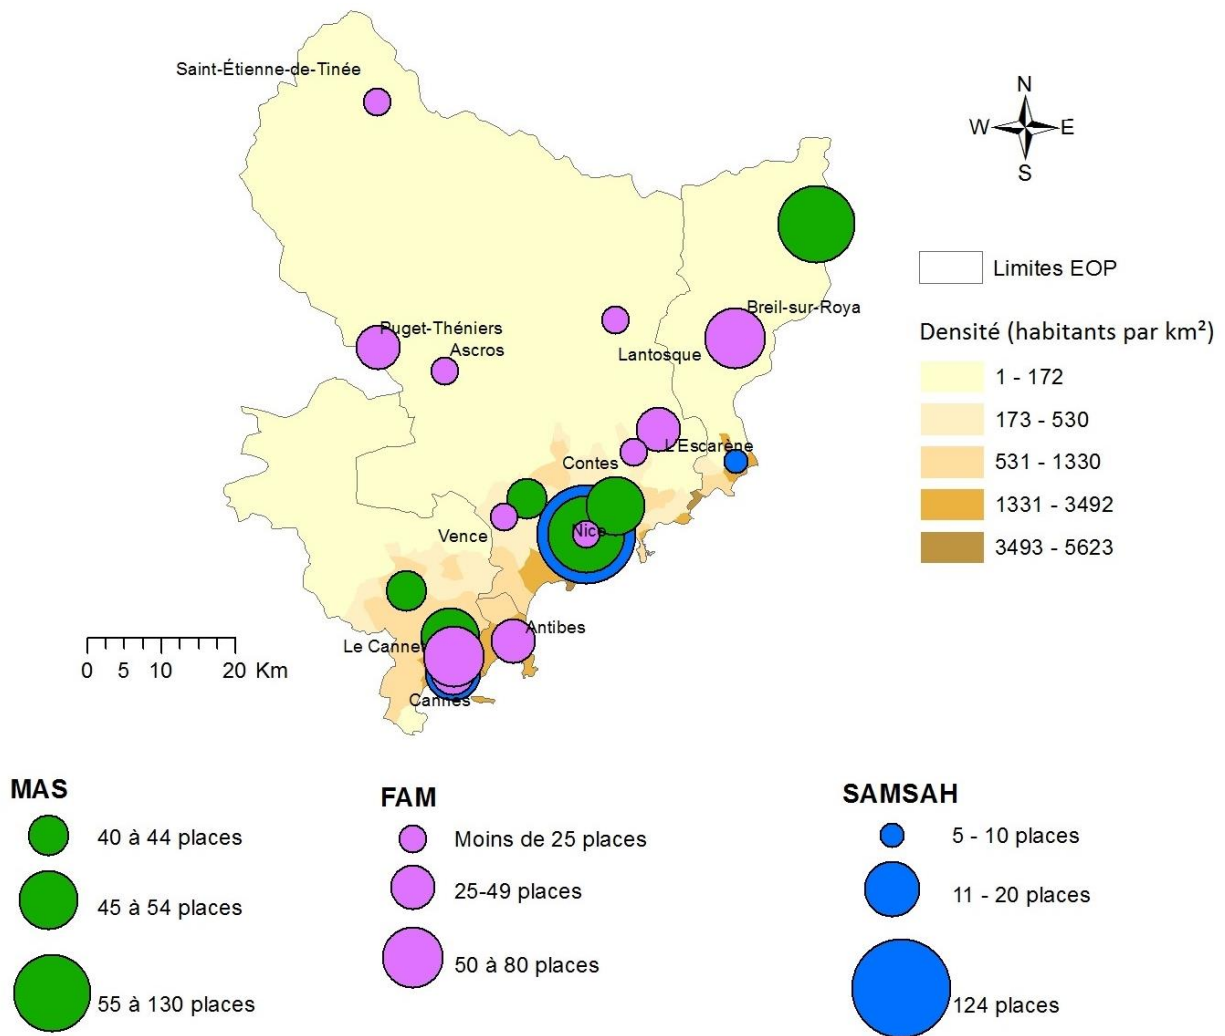 Saint-Étienne-de-Tinée
N
W E
S
Limites EOP
Breil-sur-Roya
Puget-Théniers
Densité (habitants par km²)
Ascros
Lantosque
1 - 172
173 - 530
L'Escarène
Contes
531 - 1330
1331 - 3492
Nice
Vence
3493 - 5623
Antibes
Le Cannet
0 5 10 20 Km
Cannes
MAS
40 à 44 places
45 à 54 places
55 à 130 places
FAM
Moins de 25 places
25-49 places
50 à 80 places
SAMSAH
5 - 10 places
11 - 20 places
124 places